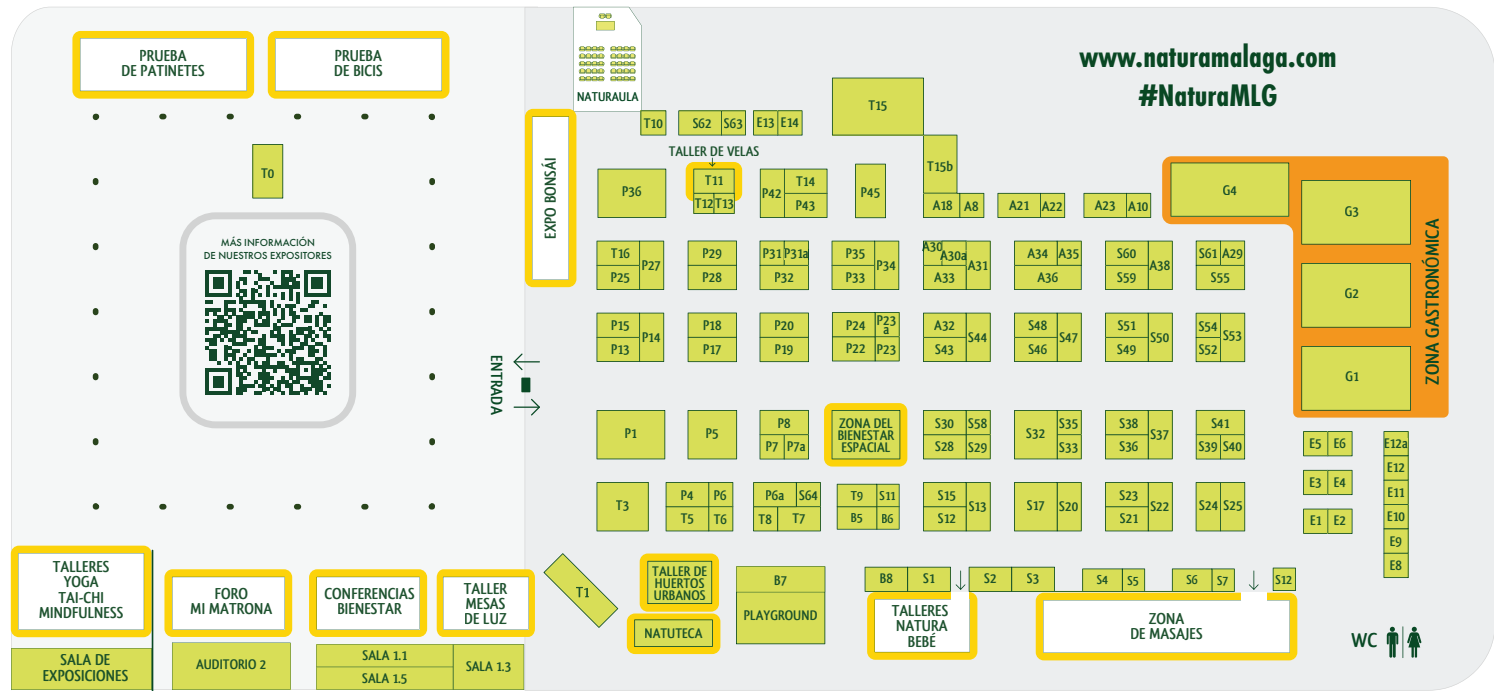 PRUEBA
DE PATINETES
PRUEBA
DE BICIS
NATURAULA
www.naturamalaga.com
#NaturaMLG
T0
MÁS INFORMACIÓN
DE NUESTROS EXPOSITORES
EXPO BONSÁI
ENTRADA
T10
S62 S63
E13 E14
T15
T15b
TALLER DE VELAS
P36
T11
T12 T13
P42
T14
P43
P45
A18 A8
A21 A22
A23 A10
G4
G3
G2
G1
ZONA GASTRONÓMICA
T16
P25
P27
P29
P28
P31 P31a
P32
P35
P33
P34
A30
A30a
A33
A31
A34 A35
A36
S60
S59
A38
S61 A29
S55
P15
P13
P14
P18
P17
P20
P19
P24
P23
a
P22 P23
A32
S43
S44
S48
S46
S47
S51
S49
S50
S54
S52
S53
P1
P5
P8
P7 P7a
ZONA DEL
BIENESTAR
ESPACIAL
S30 S58
S28 S29
S32
S35
S33
S38
S36
S37
S41
S39 S40
T3
P4 P6
T5 T6
P6a S64
T8 T7
T9 S11
B5 B6
S15
S12
S13
S17 S20
S23
S21
S22
S24 S25
E5 E6
E3 E4
E1 E2
E12a
E12
E11
E10
E9
E8
TALLERES
YOGA
TAI-CHI
MINDFULNESS
FORO
MI MATRONA
CONFERENCIAS
BIENESTAR
TALLER
MESAS
DE LUZ
SALA DE
EXPOSICIONES
AUDITORIO 2
SALA 1.1
SALA 1.5
SALA 1.3
T1
TALLER DE
HUERTOS
URBANOS
NATUTECA
B7
PLAYGROUND
B8 S1
S2 S3
S4 S5
S6 S7
S12
TALLERES
NATURA
BEBÉ
ZONA
DE MASAJES
WC